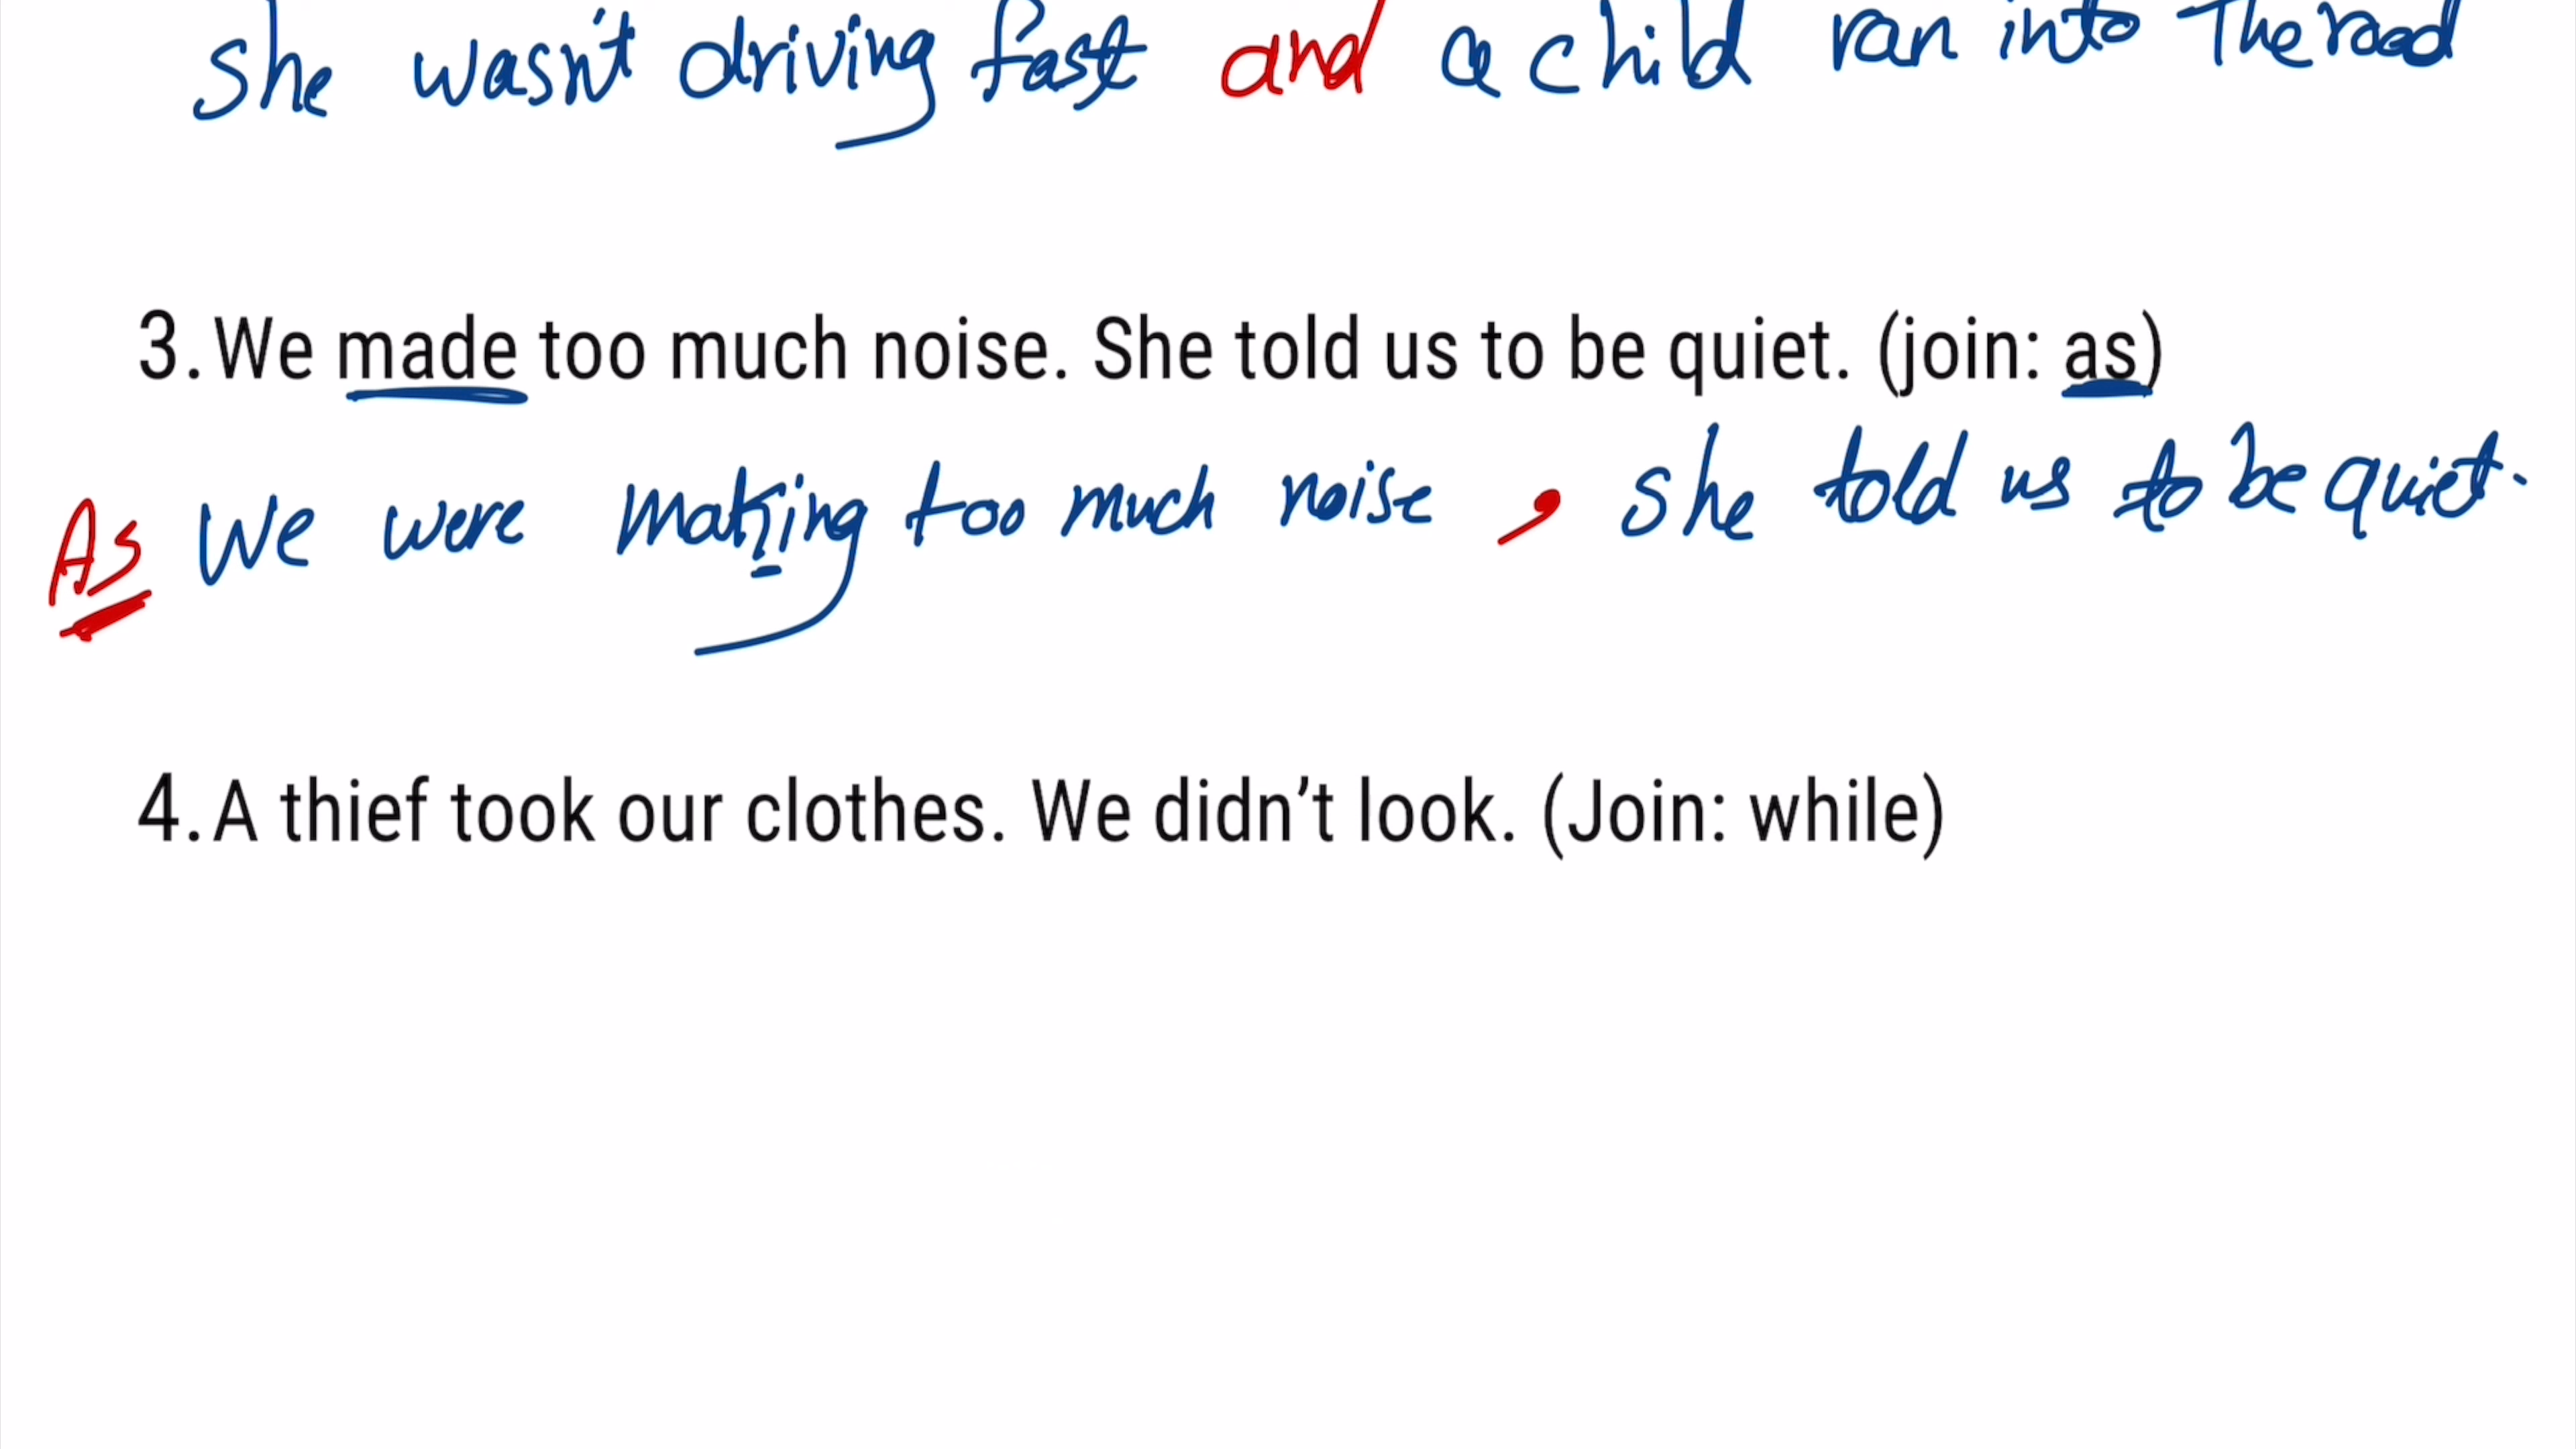 She wasn't driving fast and a child ran into The road
3. We made too much noise. She told us to be quiet. (join: as)
As We were making too much noise , she told us to be quiet.
4. A thief took our clothes. We didn’t look. (Join: while)